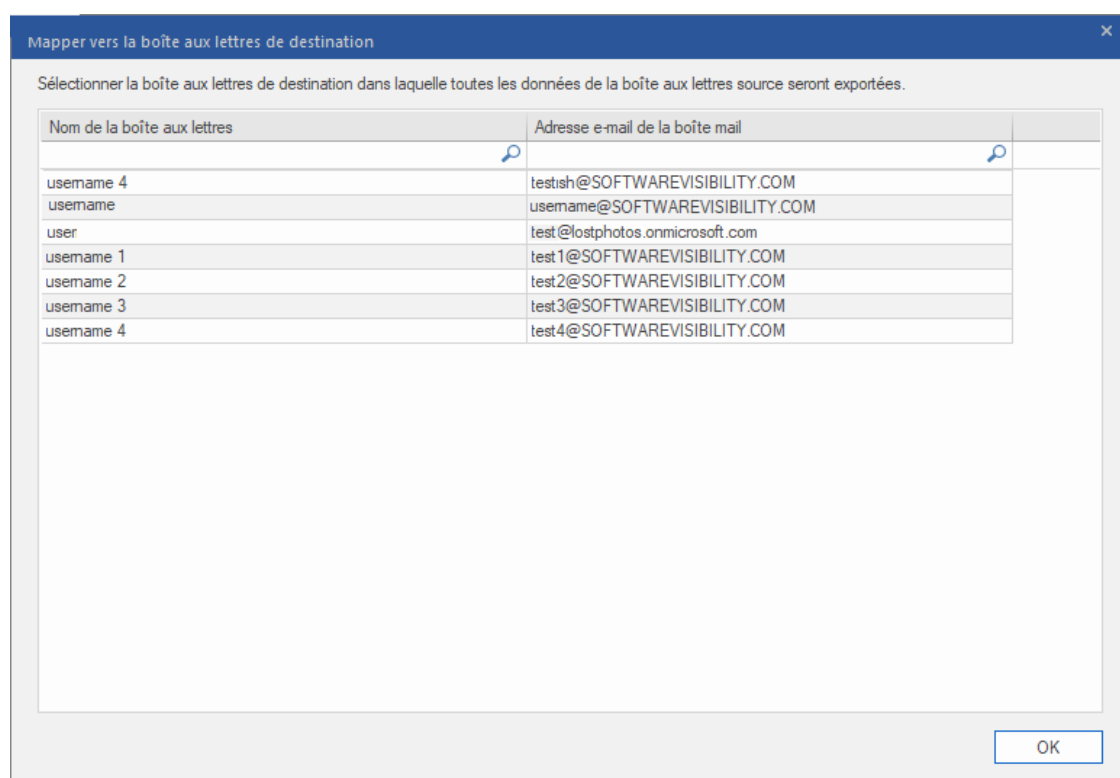 Mapper vers la boîte aux lettres de destination
Sélectionner la boîte aux lettres de destination dans laquelle toutes les données de la boîte aux lettres source seront exportées.
Nom de la boîte aux lettres Adresse e-mail de la boîte mail
username 4 testish@SOFTWAREVISIBILITY.COM
username username@SOFTWAREVISIBILITY.COM
user test@lostphotos.onmicrosoft.com
username 1 test1@SOFTWAREVISIBILITY.COM
username 2 test2@SOFTWAREVISIBILITY.COM
username 3 test3@SOFTWAREVISIBILITY.COM
username 4 test4@SOFTWAREVISIBILITY.COM
OK